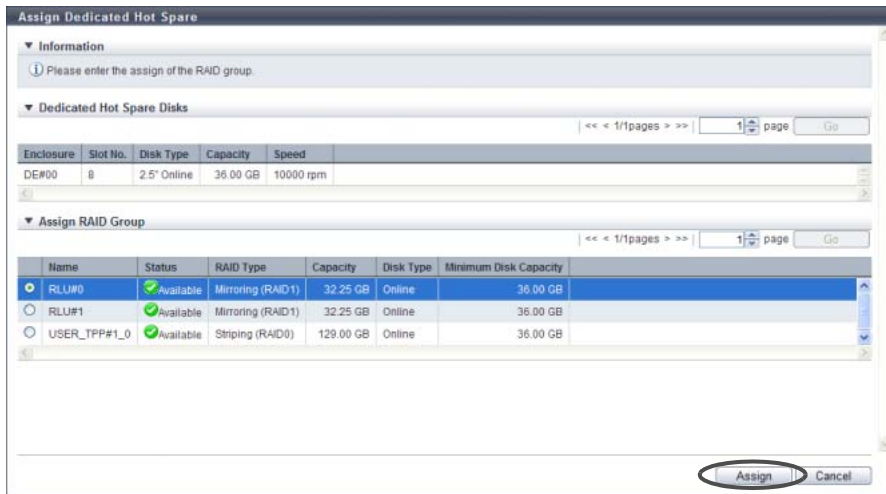 Assign Dedicated Hot Spare
Information
Please enter the assign of the RAID group.
Dedicated Hot Spare Disks
| << < 1/1pages > >> | 1 page Go
Enclosure Slot No. Disk Type Capacity Speed
DE#00 8 2.5" Online 36.00 GB 10000 rpm
Assign RAID Group
| << < 1/1pages > >> | 1 page Go
Name Status RAID Type Capacity Disk Type Minimum Disk Capacity
RLU#0 Available Mirroring (RAID1) 32.25 GB Online 36.00 GB
RLU#1 Available Mirroring (RAID1) 32.25 GB Online 36.00 GB
USER_TPP#1_0 Available Striping (RAID0) 129.00 GB Online 36.00 GB
Assign Cancel